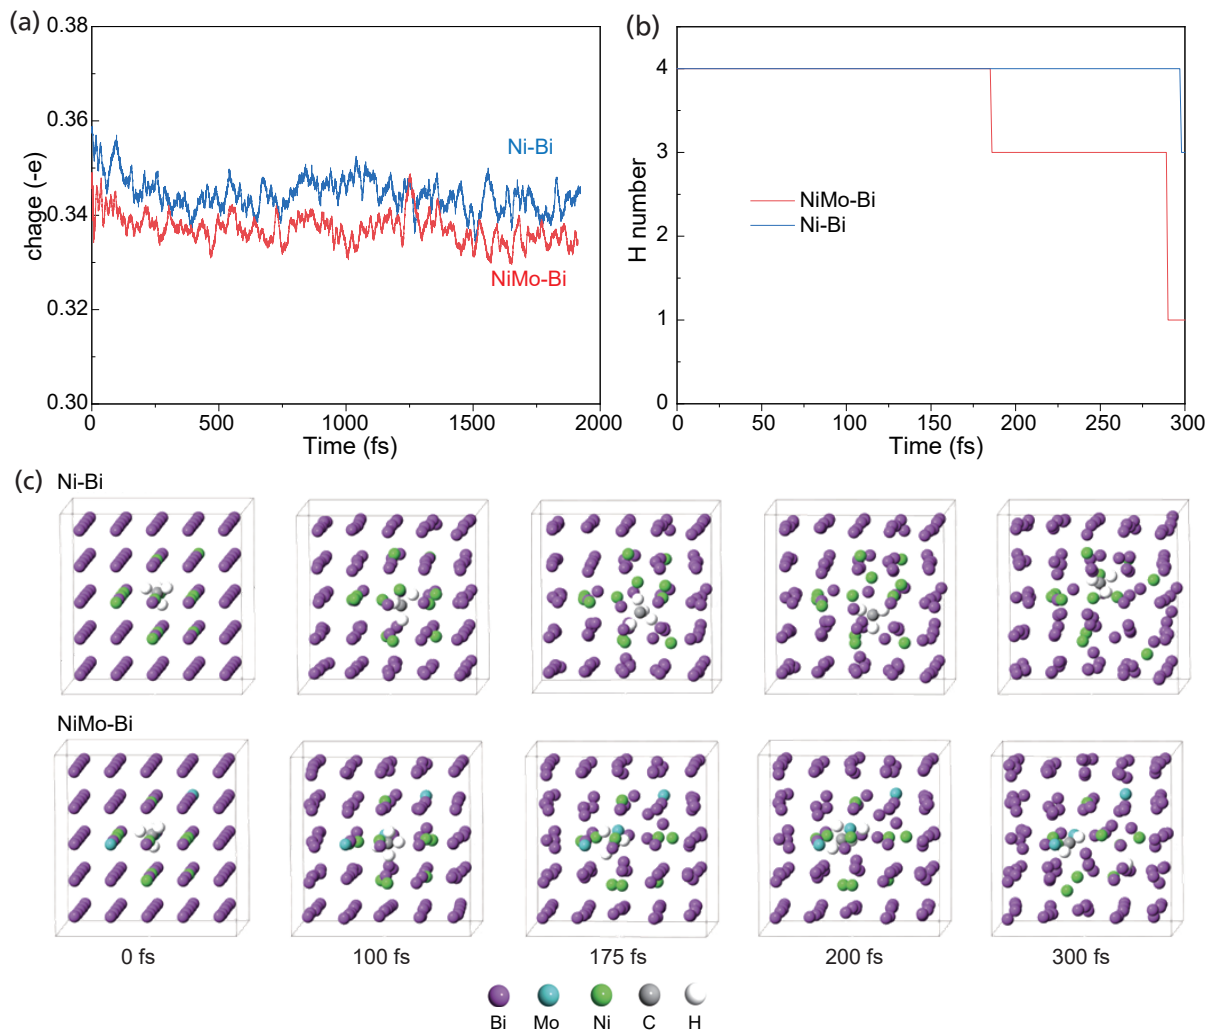 (a)
0.38
0.36
0.34
0.32
0.30
chage (-e)
Ni-Bi
NiMo-Bi
0
500
1000
1500
2000
Time (fs)
(b)
4
3
2
1
0
H number
NiMo-Bi
Ni-Bi
0
50
100
150
200
250
300
Time (fs)
(c)
Ni-Bi
NiMo-Bi
0 fs
100 fs
175 fs
200 fs
300 fs
Bi
Mo
Ni
C
H